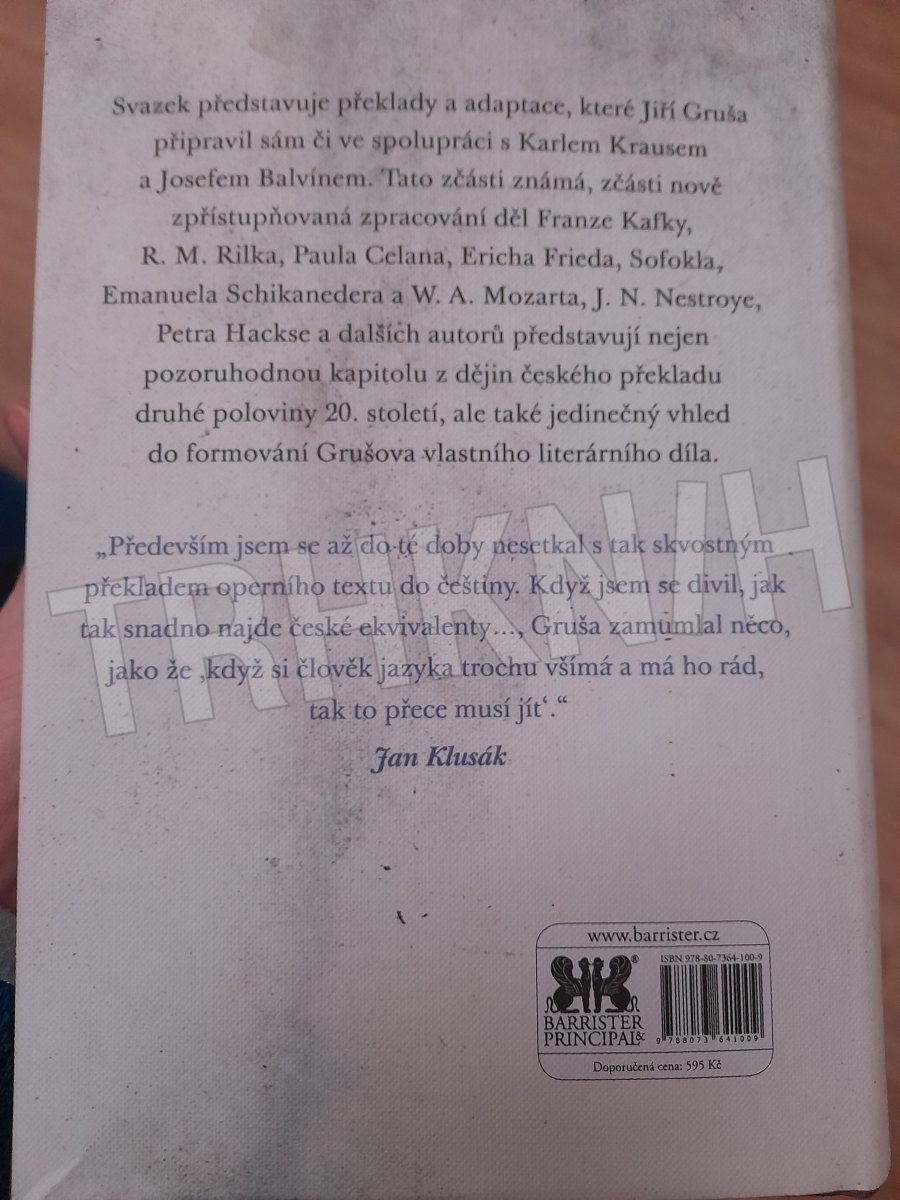 Svazek představuje překlady a adaptace, které Jiří Gruša
připravil sám či ve spolupráci s Karlem Krausem
a Josefem Balvínem. Tato zčásti známá, zčásti nově
zpřístupňovaná zpracování děl Franze Kafky,
R. M. Rilka, Paula Celana, Ericha Frieda, Sofokla,
Emanuela Schikanedera a W. A. Mozarta, J. N. Nestroye,
Petra Hackse a dalších autorů představují nejen
pozoruhodnou kapitolu z dějin českého překladu
druhé poloviny 20. století, ale také jedinečný vhled
do formování Grušova vlastního literárního díla.
TRHKNIH
„Především jsem se až do té doby nesetkal s tak skvostným
překladem operního textu do češtiny. Když jsem se divil, jak
tak snadno najde české ekvivalenty…, Gruša zamumlal něco,
jako že ‚když si člověk jazyka trochu všímá a má ho rád,
tak to přece musí jít‘.“
Jan Klusák
www.barrister.cz
ISBN 978-80-7364-100-9
BARRISTER
PRINCIPAL&
®
9 788073 641009
Doporučená cena: 595 Kč